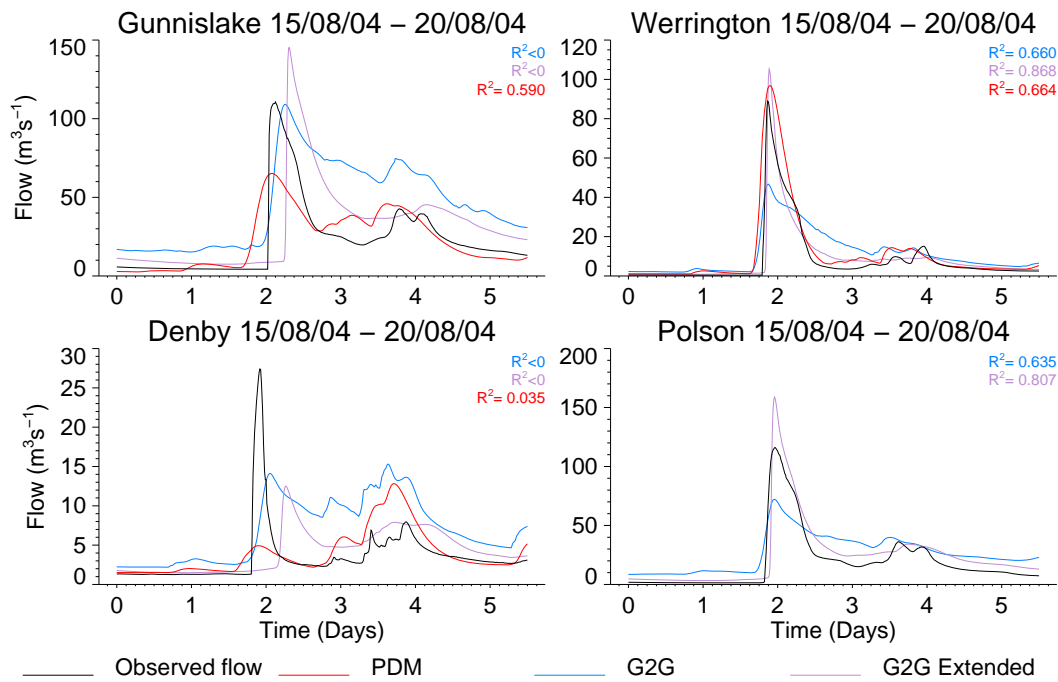 Gunnislake 15/08/04 – 20/08/04
Flow (m³s⁻¹)
150
100
50
0
R²<0
R²<0
R²= 0.590
0 1 2 3 4 5
Werrington 15/08/04 – 20/08/04
120
100
80
60
40
20
0
R²= 0.660
R²= 0.868
R²= 0.664
0 1 2 3 4 5
Denby 15/08/04 – 20/08/04
Flow (m³s⁻¹)
30
25
20
15
10
5
0
R²<0
R²<0
R²= 0.035
0 1 2 3 4 5
Time (Days)
Polson 15/08/04 – 20/08/04
200
150
100
50
0
R²= 0.635
R²= 0.807
0 1 2 3 4 5
Time (Days)
Observed flow PDM G2G G2G Extended